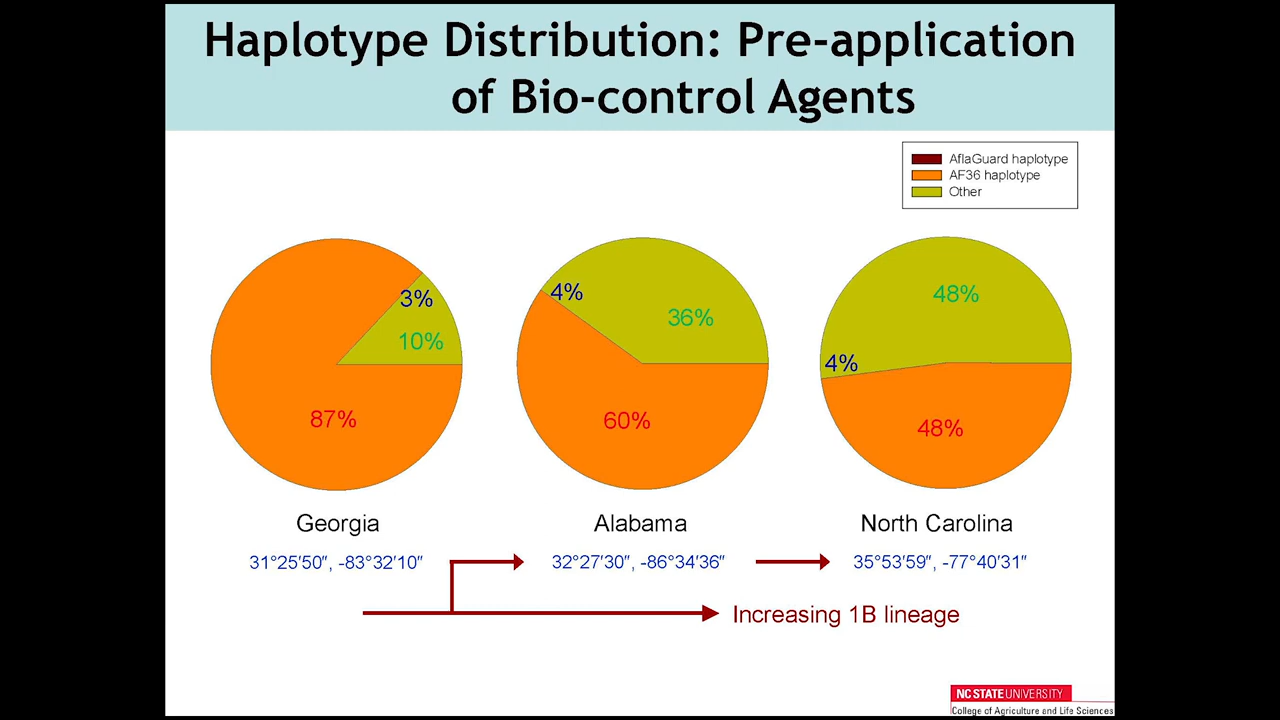 Haplotype Distribution: Pre-application
of Bio-control Agents
AflaGuard haplotype
AF36 haplotype
Other
3%
10%
87%
4%
36%
60%
48%
4%
48%
Georgia
Alabama
North Carolina
31°25′50″, -83°32′10″
32°27′30″, -86°34′36″
35°53′59″, -77°40′31″
Increasing 1B lineage
NC STATE UNIVERSITY
College of Agriculture and Life Sciences